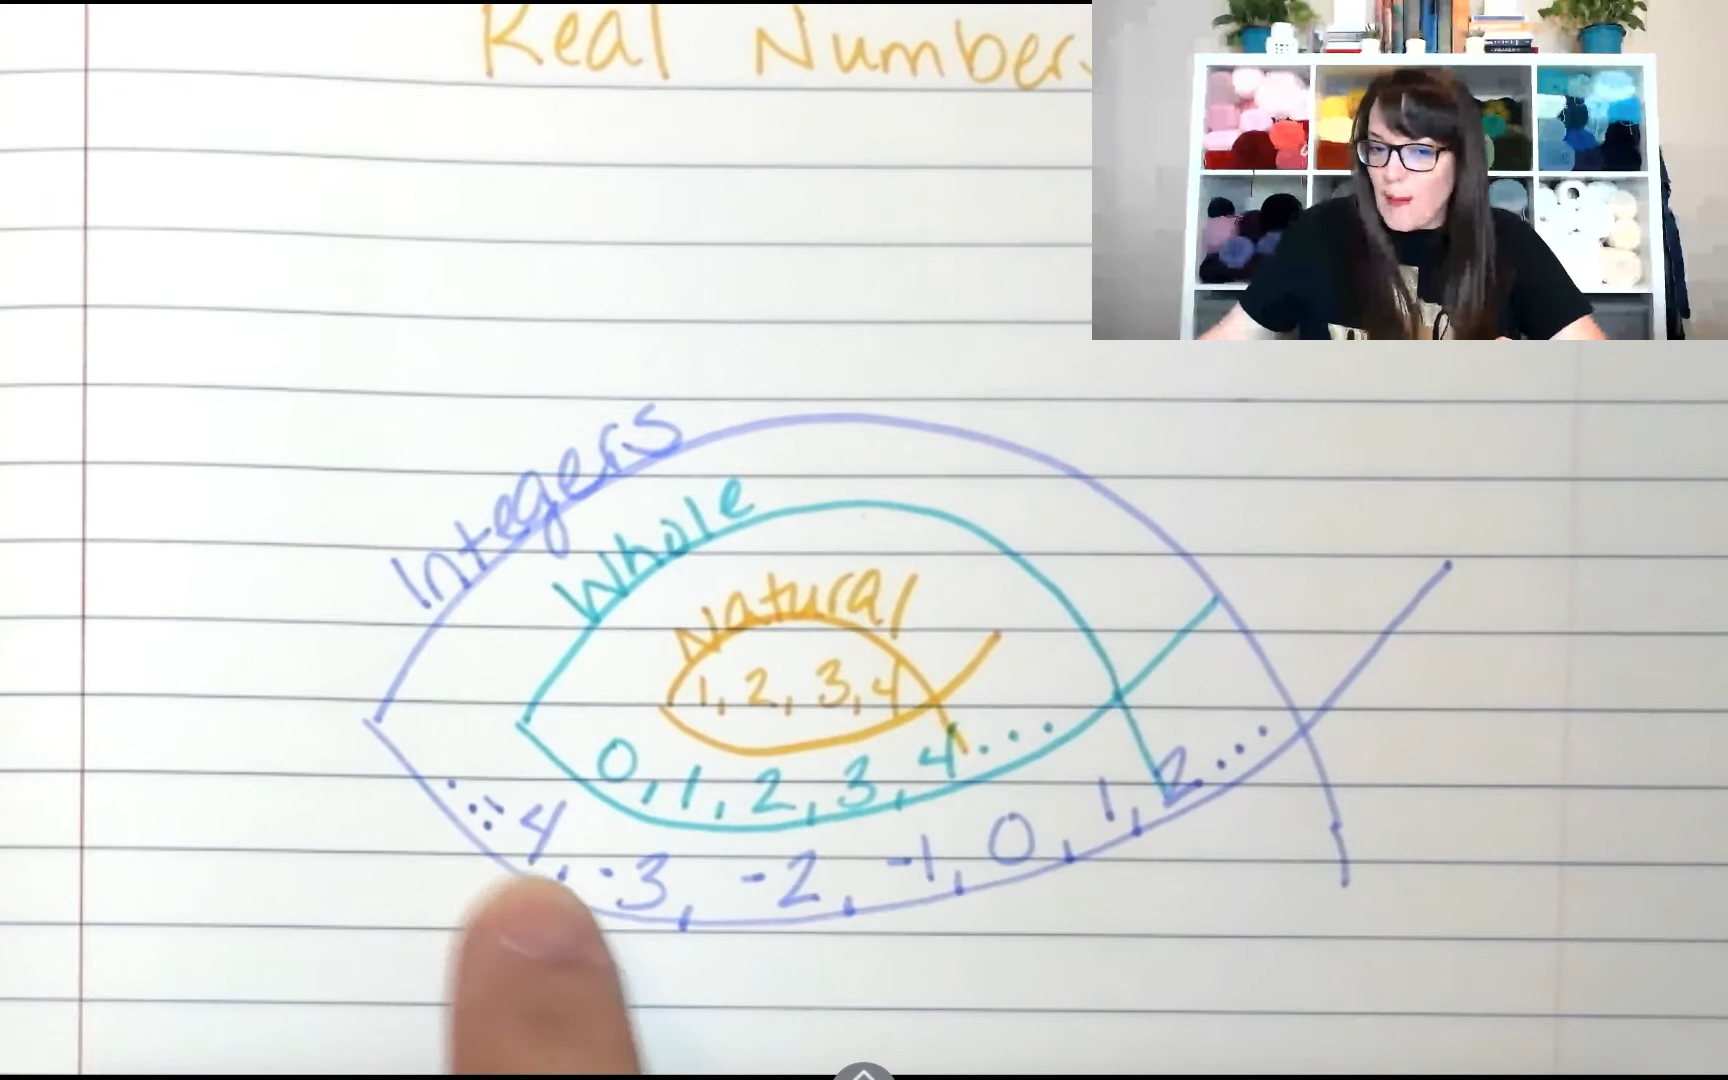 Real Number
Integers
Whole
Natural
1, 2, 3, 4
0, 1, 2, 3, 4....
...-4, -3, -2, -1, 0, 1, 2...